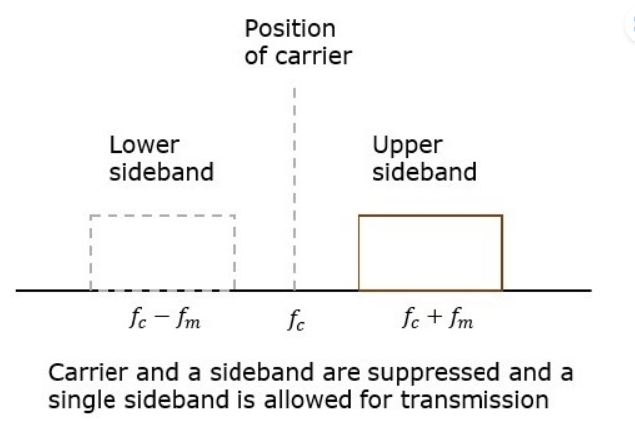 Position
of carrier
Lower
sideband
Upper
sideband
f_c − f_m
f_c
f_c + f_m
Carrier and a sideband are suppressed and a
single sideband is allowed for transmission